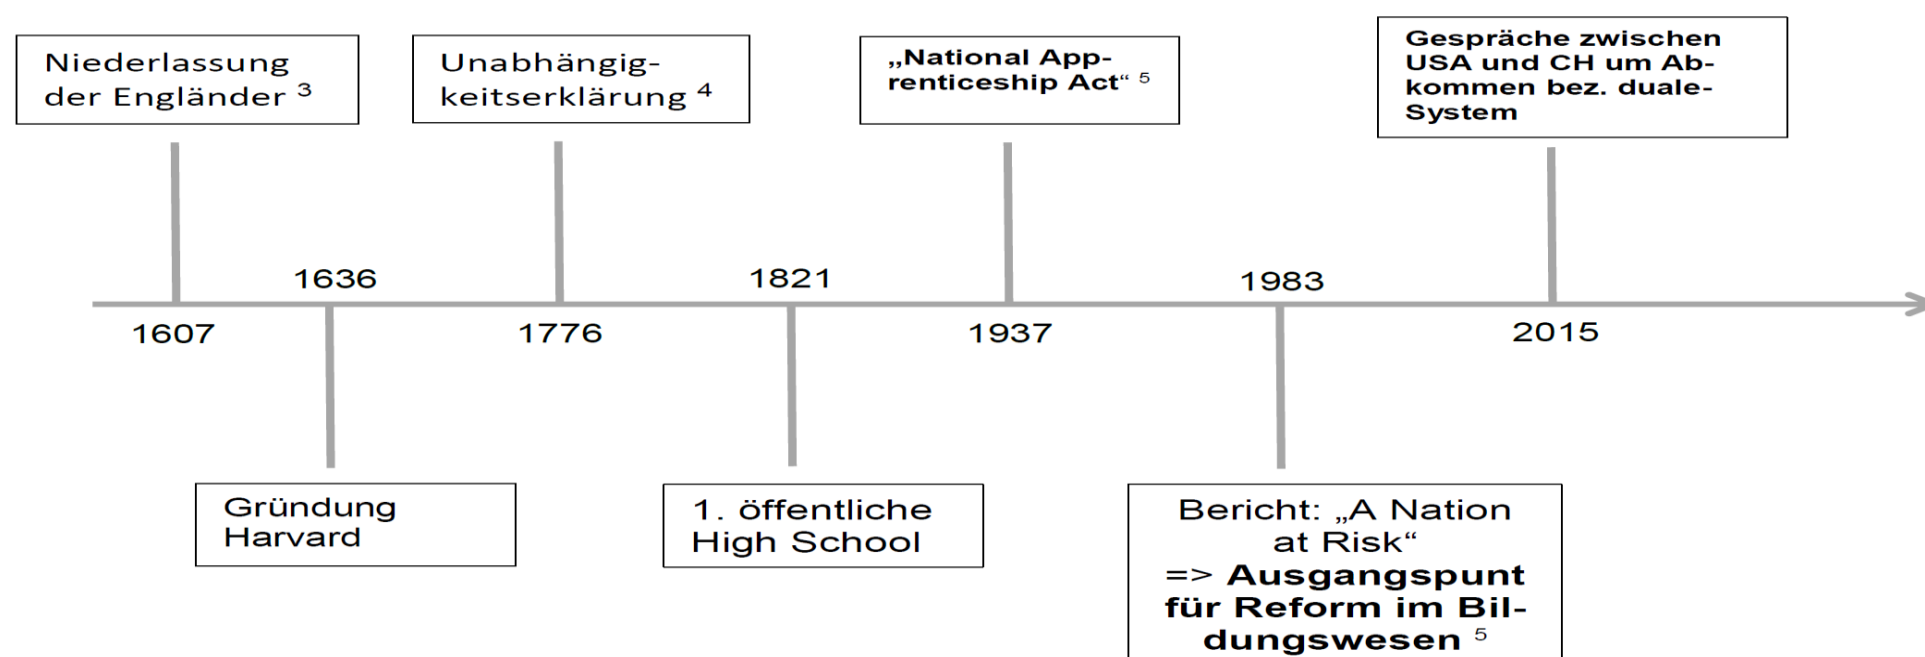 Niederlassung
der Engländer 3
Unabhängig-
keitserklärung 4
„National App-
renticeship Act“ 5
Gespräche zwischen
USA und CH um Ab-
kommen bez. duale-
System
1636
1821
1983
1607
1776
1937
2015
Gründung
Harvard
1. öffentliche
High School
Bericht: „A Nation
at Risk“
=> Ausgangspunt
für Reform im Bil-
dungswesen 5